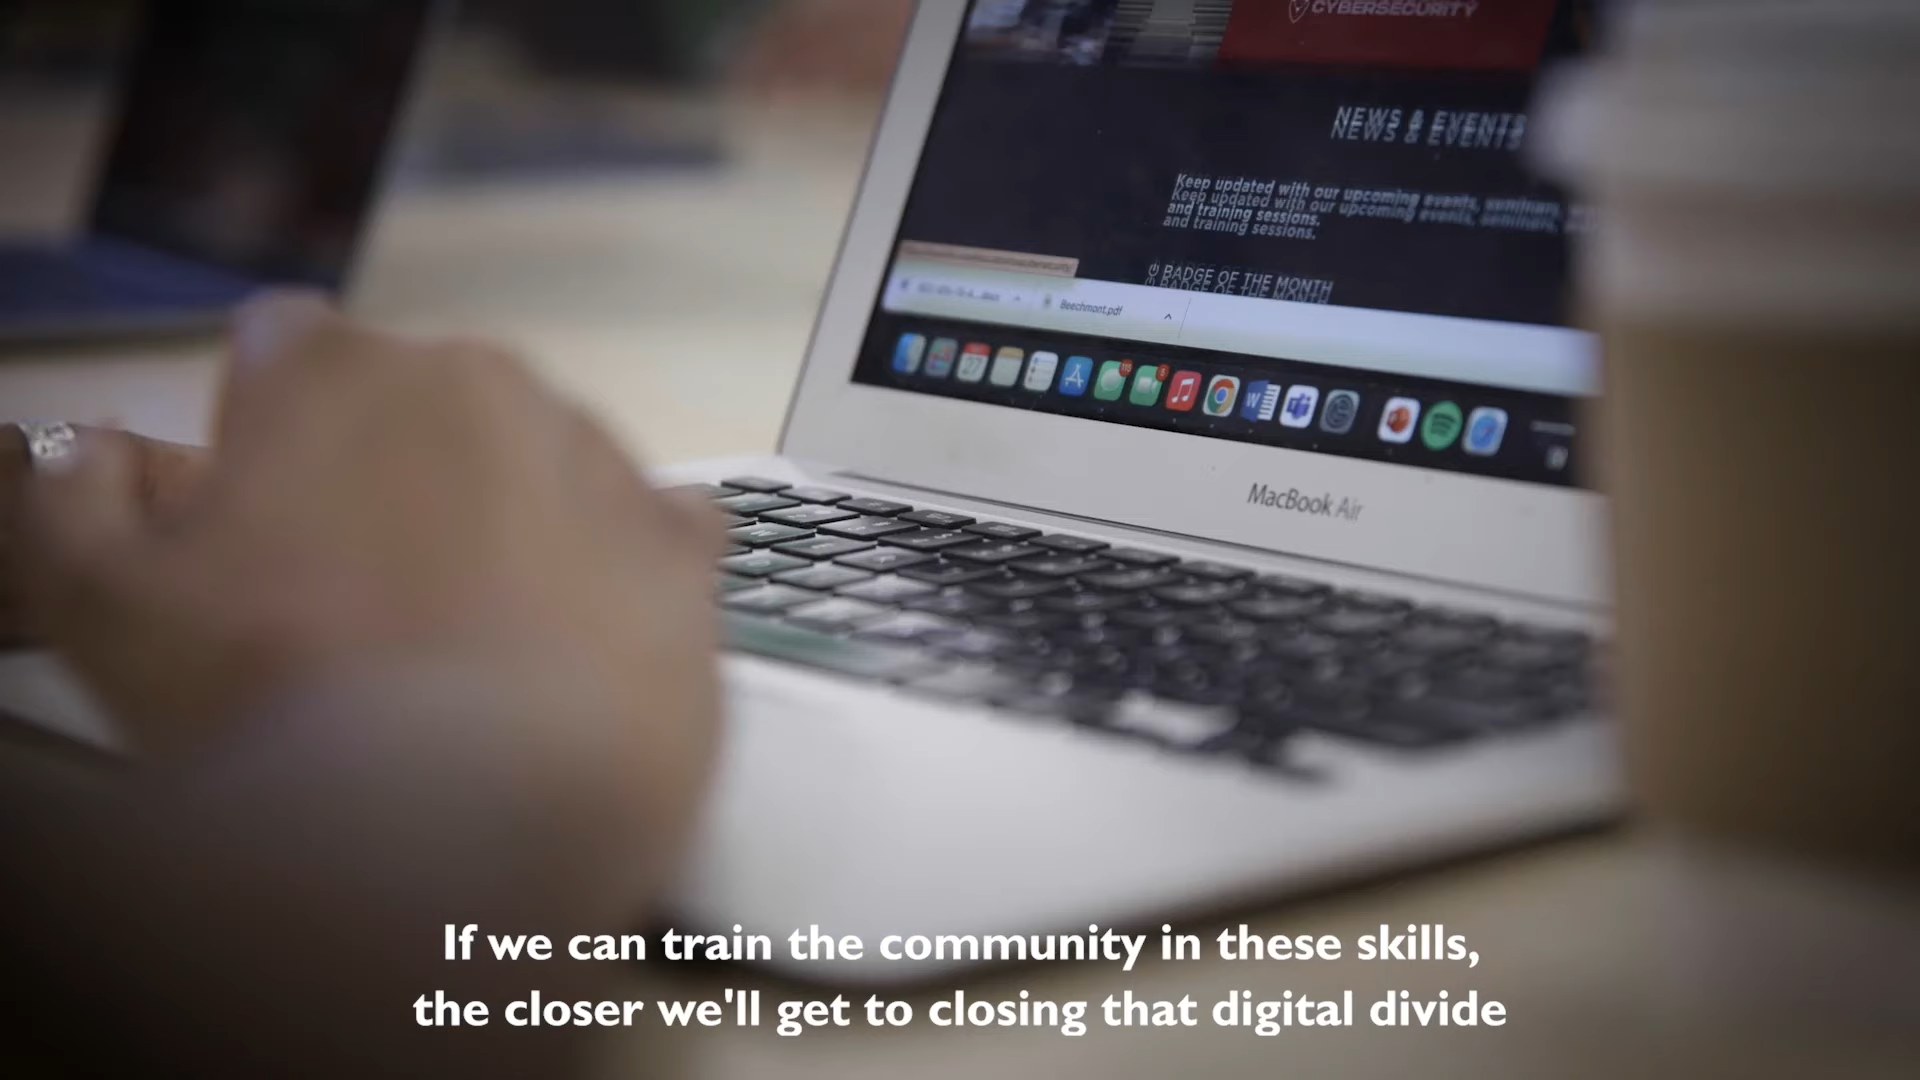 CYBERSECURITY
NEWS & EVENTS
Keep updated with our upcoming events, seminars,
and training sessions.
BADGE OF THE MONTH
Beechmont.pdf
27
MacBook Air
If we can train the community in these skills,
the closer we'll get to closing that digital divide